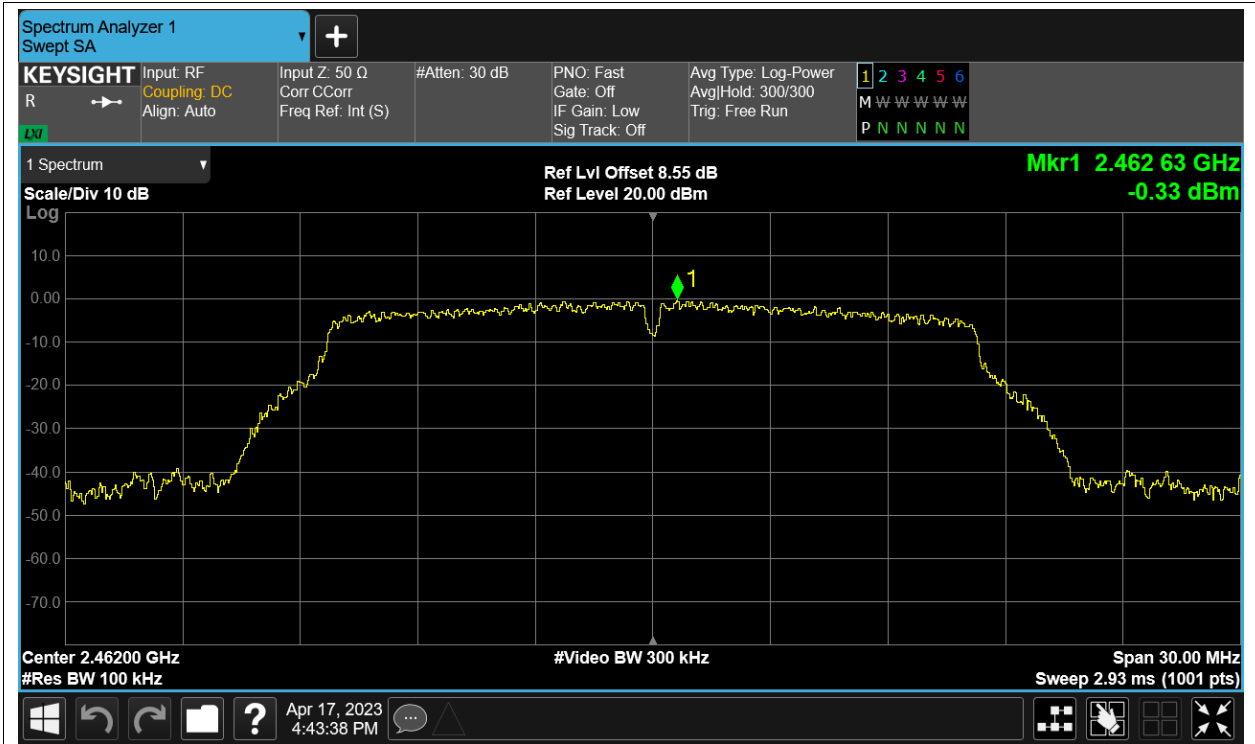 Spectrum Analyzer 1
Swept SA
KEYSIGHT
R
LXI
Input: RF
Coupling: DC
Align: Auto
Input Z: 50 Ω
Corr CCorr
Freq Ref: Int (S)
#Atten: 30 dB
PNO: Fast
Gate: Off
IF Gain: Low
Sig Track: Off
Avg Type: Log-Power
Avg|Hold: 300/300
Trig: Free Run
1 2 3 4 5 6
M W W W W W W
P N N N N N N
1 Spectrum
Scale/Div 10 dB
Ref Lvl Offset 8.55 dB
Ref Level 20.00 dBm
Mkr1 2.462 63 GHz
-0.33 dBm
Log
10.0
0.00
-10.0
-20.0
-30.0
-40.0
-50.0
-60.0
-70.0
1
Center 2.46200 GHz
#Video BW 300 kHz
Span 30.00 MHz
#Res BW 100 kHz
Sweep 2.93 ms (1001 pts)
?
Apr 17, 2023
4:43:38 PM